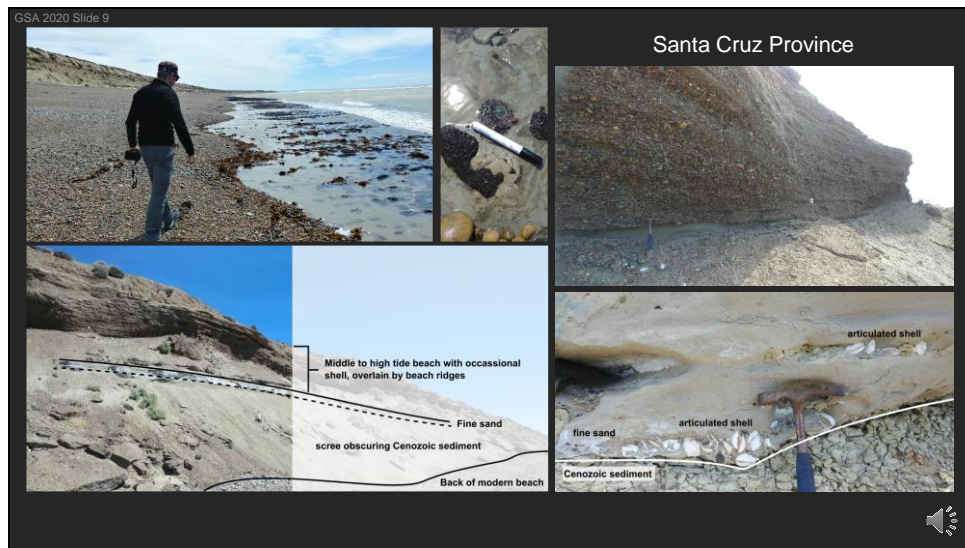 GSA 2020 Slide 9
Santa Cruz Province
Middle to high tide beach with occassional
shell, overlain by beach ridges
Fine sand
scree obscuring Cenozoic sediment
Back of modern beach
articulated shell
articulated shell
fine sand
Cenozoic sediment